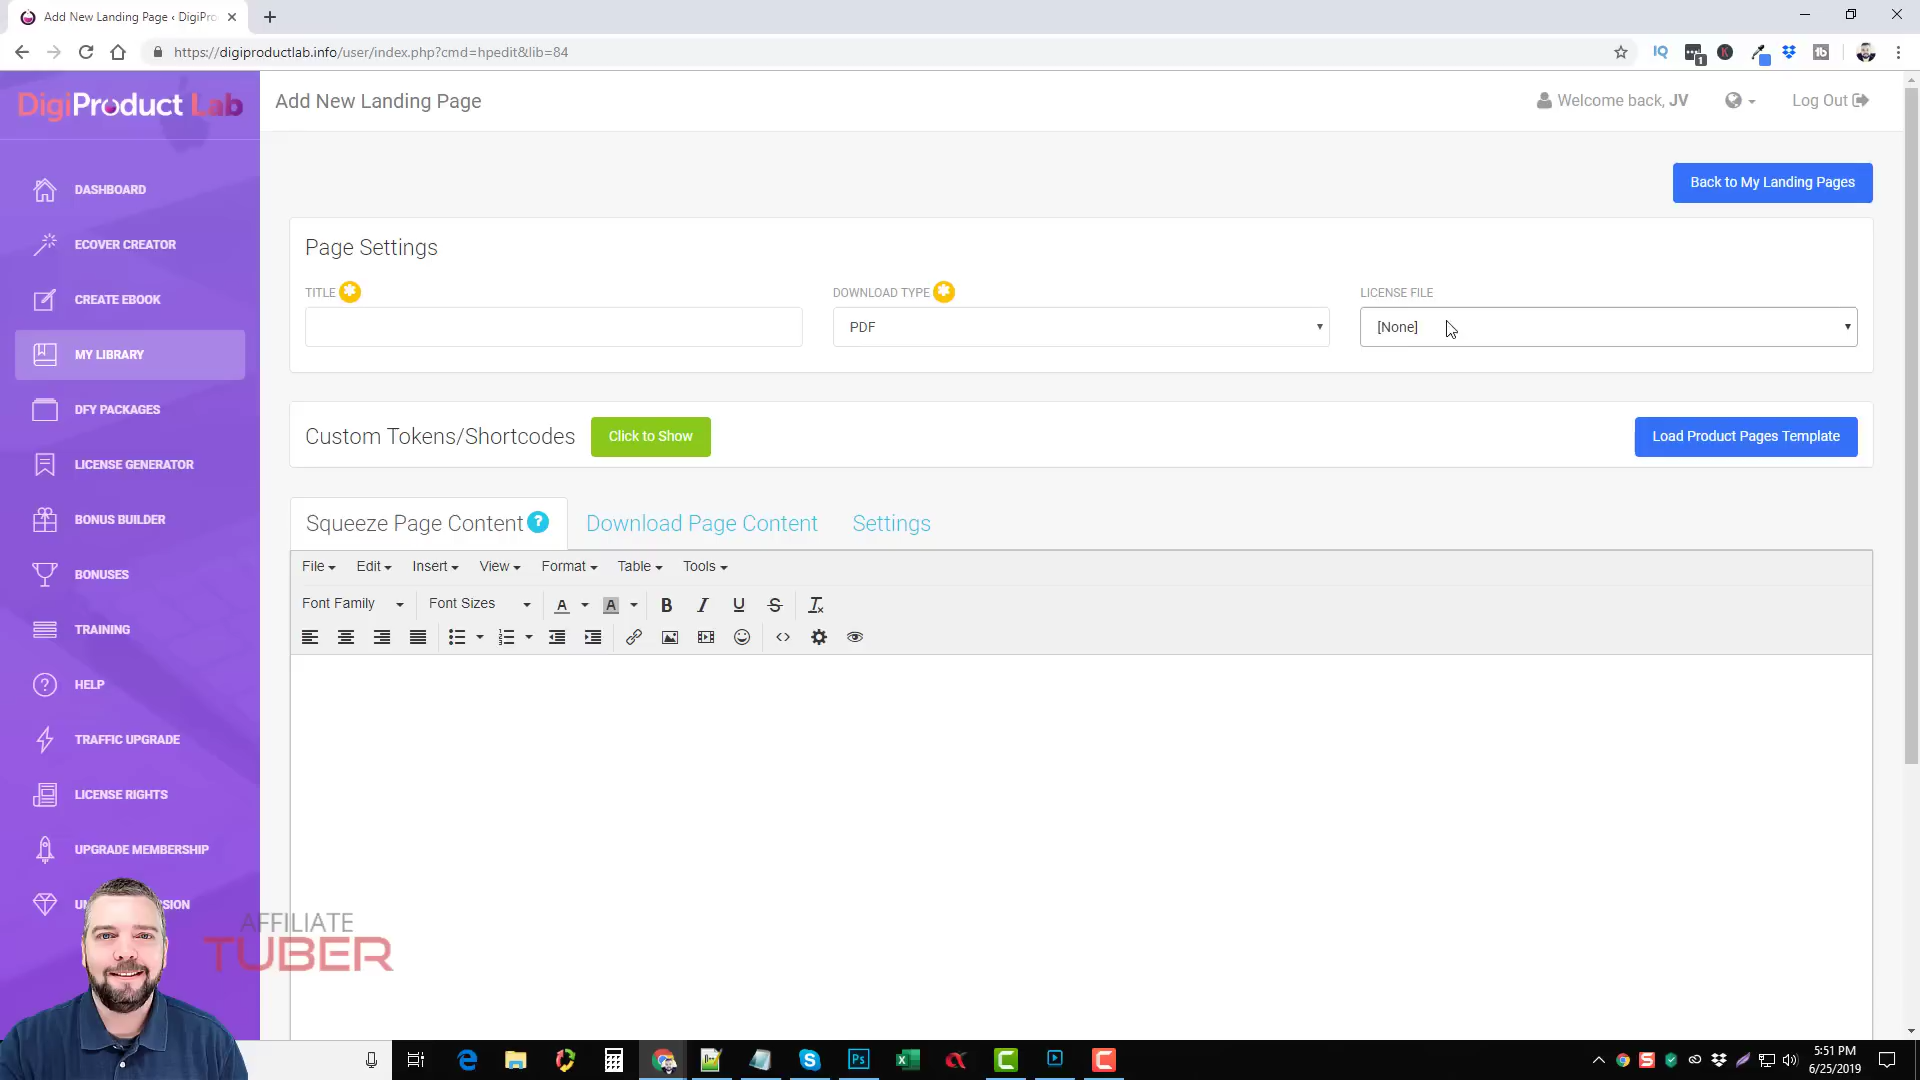 Add New Landing Page ‹ DigiPro
https://digiproductlab.info/user/index.php?cmd=hpedit&lib=84
DigiProduct Lab
Add New Landing Page
Welcome back, JV
Log Out
Back to My Landing Pages
DASHBOARD
ECOVER CREATOR
CREATE EBOOK
MY LIBRARY
DFY PACKAGES
LICENSE GENERATOR
BONUS BUILDER
BONUSES
TRAINING
HELP
TRAFFIC UPGRADE
LICENSE RIGHTS
UPGRADE MEMBERSHIP
Page Settings
TITLE
DOWNLOAD TYPE
LICENSE FILE
PDF
[None]
Custom Tokens/Shortcodes
Click to Show
Load Product Pages Template
Squeeze Page Content ?
Download Page Content
Settings
File Edit Insert View Format Table Tools
Font Family Font Sizes A A B I U S Tx
AFFILIATE
TUBER
5:51 PM
6/25/2019